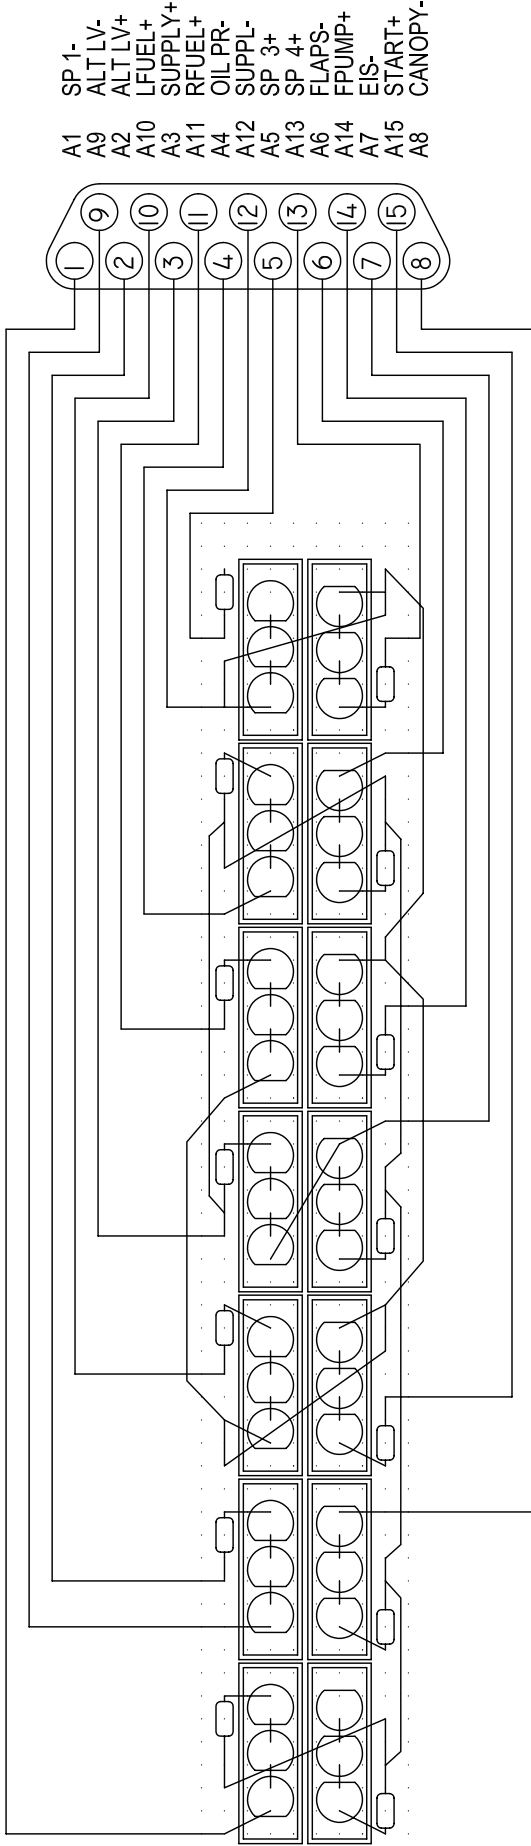 A1 SP 1-
A9 ALT LV-
A2 ALT LV+
A10 LFUEL+
A3 SUPPLY+
A11 RFUEL+
A4 OIL PR-
A12 SUPPL-
A5 SP 3+
A13 SP 4+
A6 FLAPS-
A14 FPUMP+
A7 EIS-
A15 START+
A8 CANOPY-
1
9
2
10
3
11
4
12
5
13
6
14
7
15
8